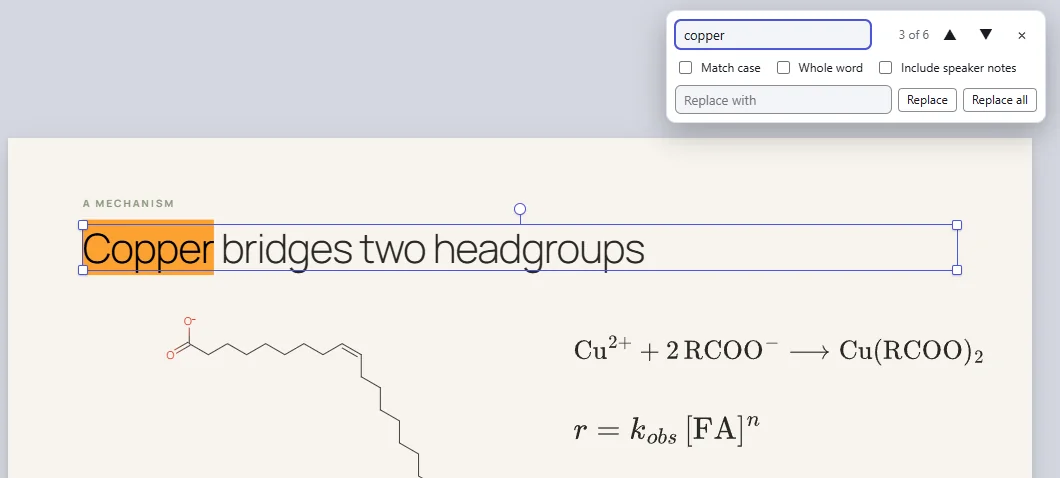 copper
3 of 6 ▲ ▼ ×
Match case Whole word Include speaker notes
Replace with Replace Replace all
A MECHANISM
Copper bridges two headgroups
O⁻
O
Cu²⁺ + 2 RCOO⁻ ⟶ Cu(RCOO)₂
r = k_obs [FA]ⁿ